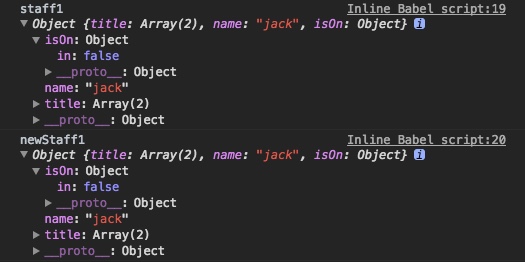 staff1 Inline Babel script:19
▼Object {title: Array(2), name: "jack", isOn: Object} i
▼isOn: Object
in: false
▶__proto__: Object
name: "jack"
▶title: Array(2)
▶__proto__: Object
newStaff1 Inline Babel script:20
▼Object {title: Array(2), name: "jack", isOn: Object} i
▼isOn: Object
in: false
▶__proto__: Object
name: "jack"
▶title: Array(2)
▶__proto__: Object